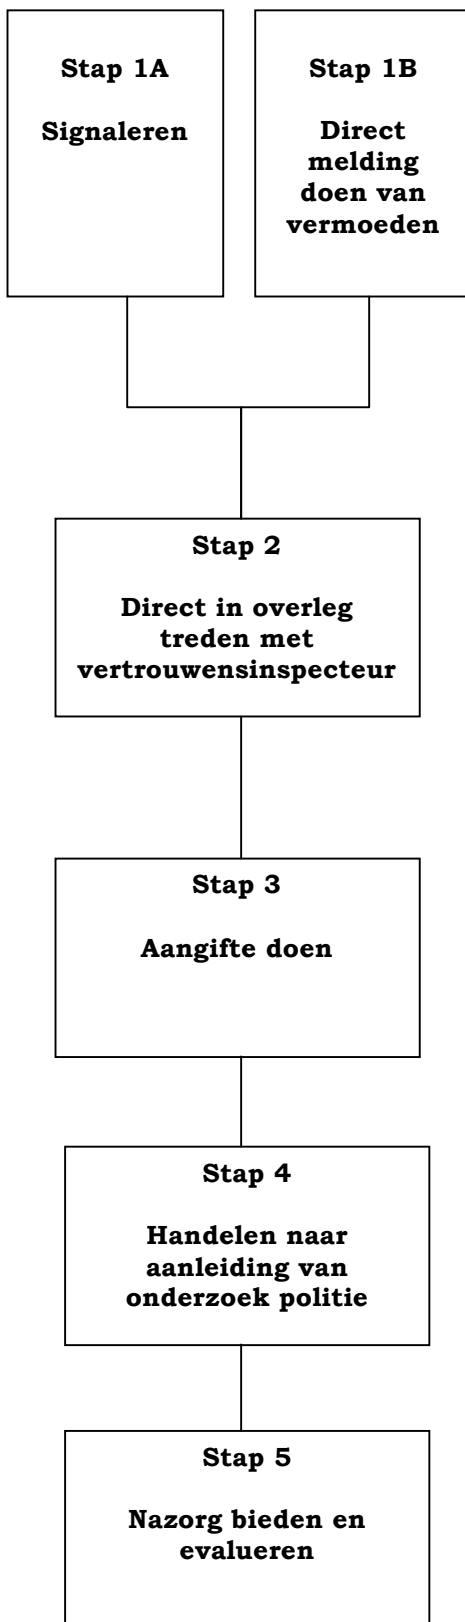 Stap 1A
Signaleren
Stap 1B
Direct
melding
doen van
vermoeden
Stap 2
Direct in overleg
treden met
vertrouwensinspecteur
Stap 3
Aangifte doen
Stap 4
Handelen naar
aanleiding van
onderzoek politie
Stap 5
Nazorg bieden en
evalueren